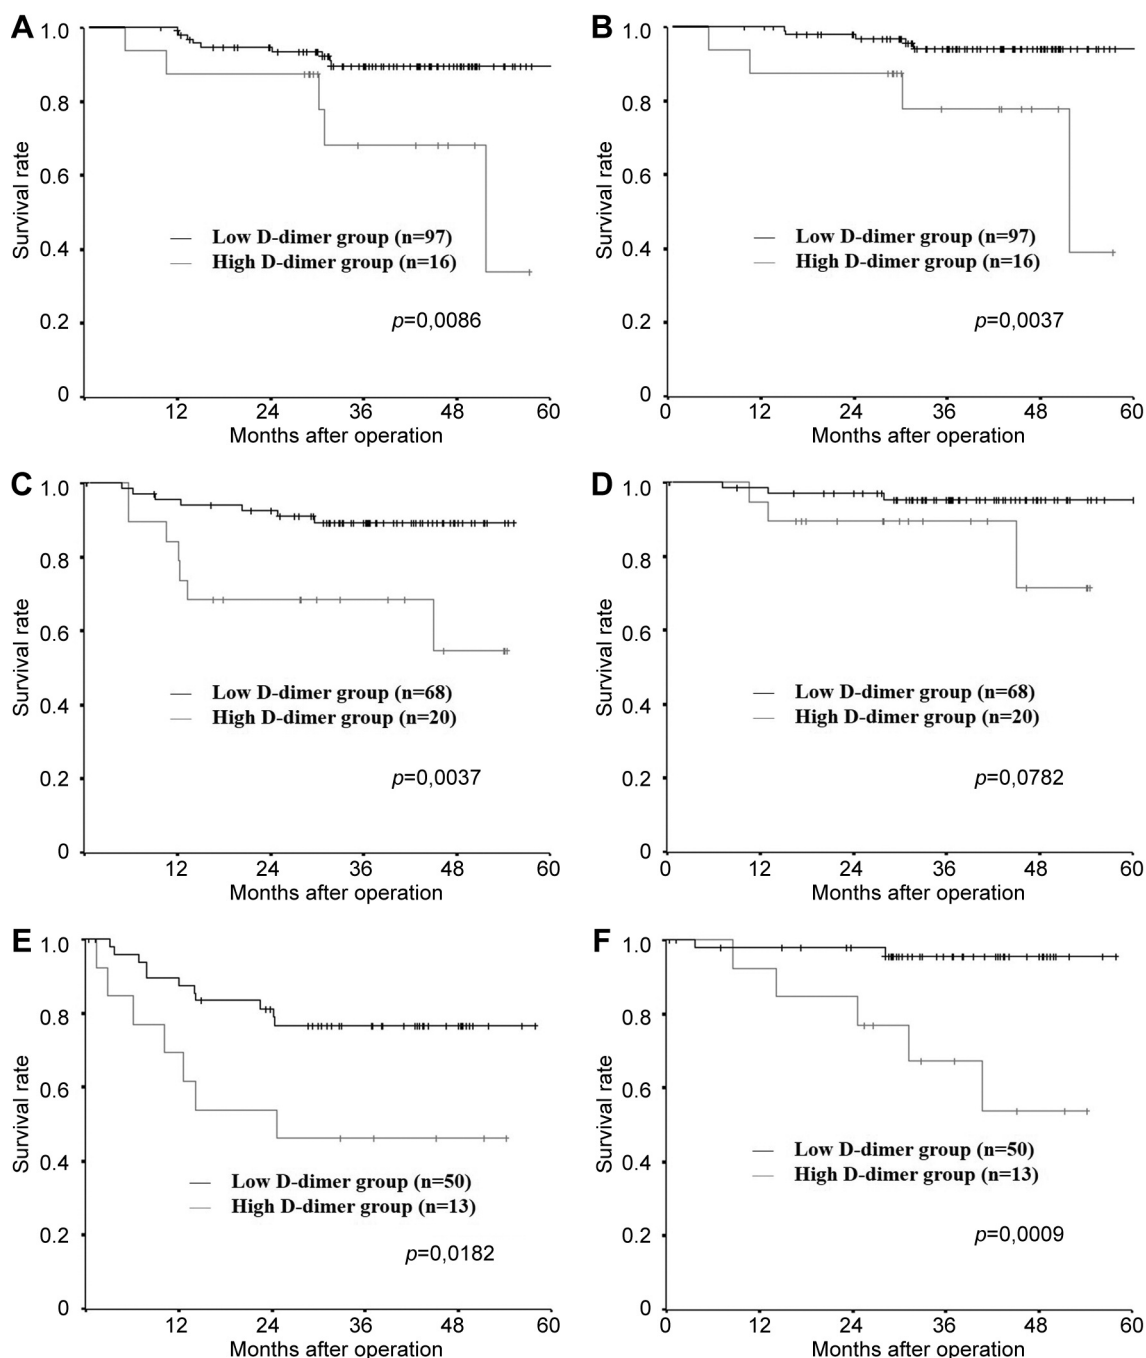 A
1.0
0.8
0.6
0.4
0.2
0
Survival rate
Low D-dimer group (n=97)
High D-dimer group (n=16)
p=0,0086
12 24 36 48 60
Months after operation
B
1.0
0.8
0.6
0.4
0.2
0
Survival rate
Low D-dimer group (n=97)
High D-dimer group (n=16)
p=0,0037
0 12 24 36 48 60
Months after operation
C
1.0
0.8
0.6
0.4
0.2
0
Survival rate
Low D-dimer group (n=68)
High D-dimer group (n=20)
p=0,0037
12 24 36 48 60
Months after operation
D
1.0
0.8
0.6
0.4
0.2
0
Survival rate
Low D-dimer group (n=68)
High D-dimer group (n=20)
p=0,0782
0 12 24 36 48 60
Months after operation
E
1.0
0.8
0.6
0.4
0.2
0
Survival rate
Low D-dimer group (n=50)
High D-dimer group (n=13)
p=0,0182
12 24 36 48 60
Months after operation
F
1.0
0.8
0.6
0.4
0.2
0
Survival rate
Low D-dimer group (n=50)
High D-dimer group (n=13)
p=0,0009
0 12 24 36 48 60
Months after operation